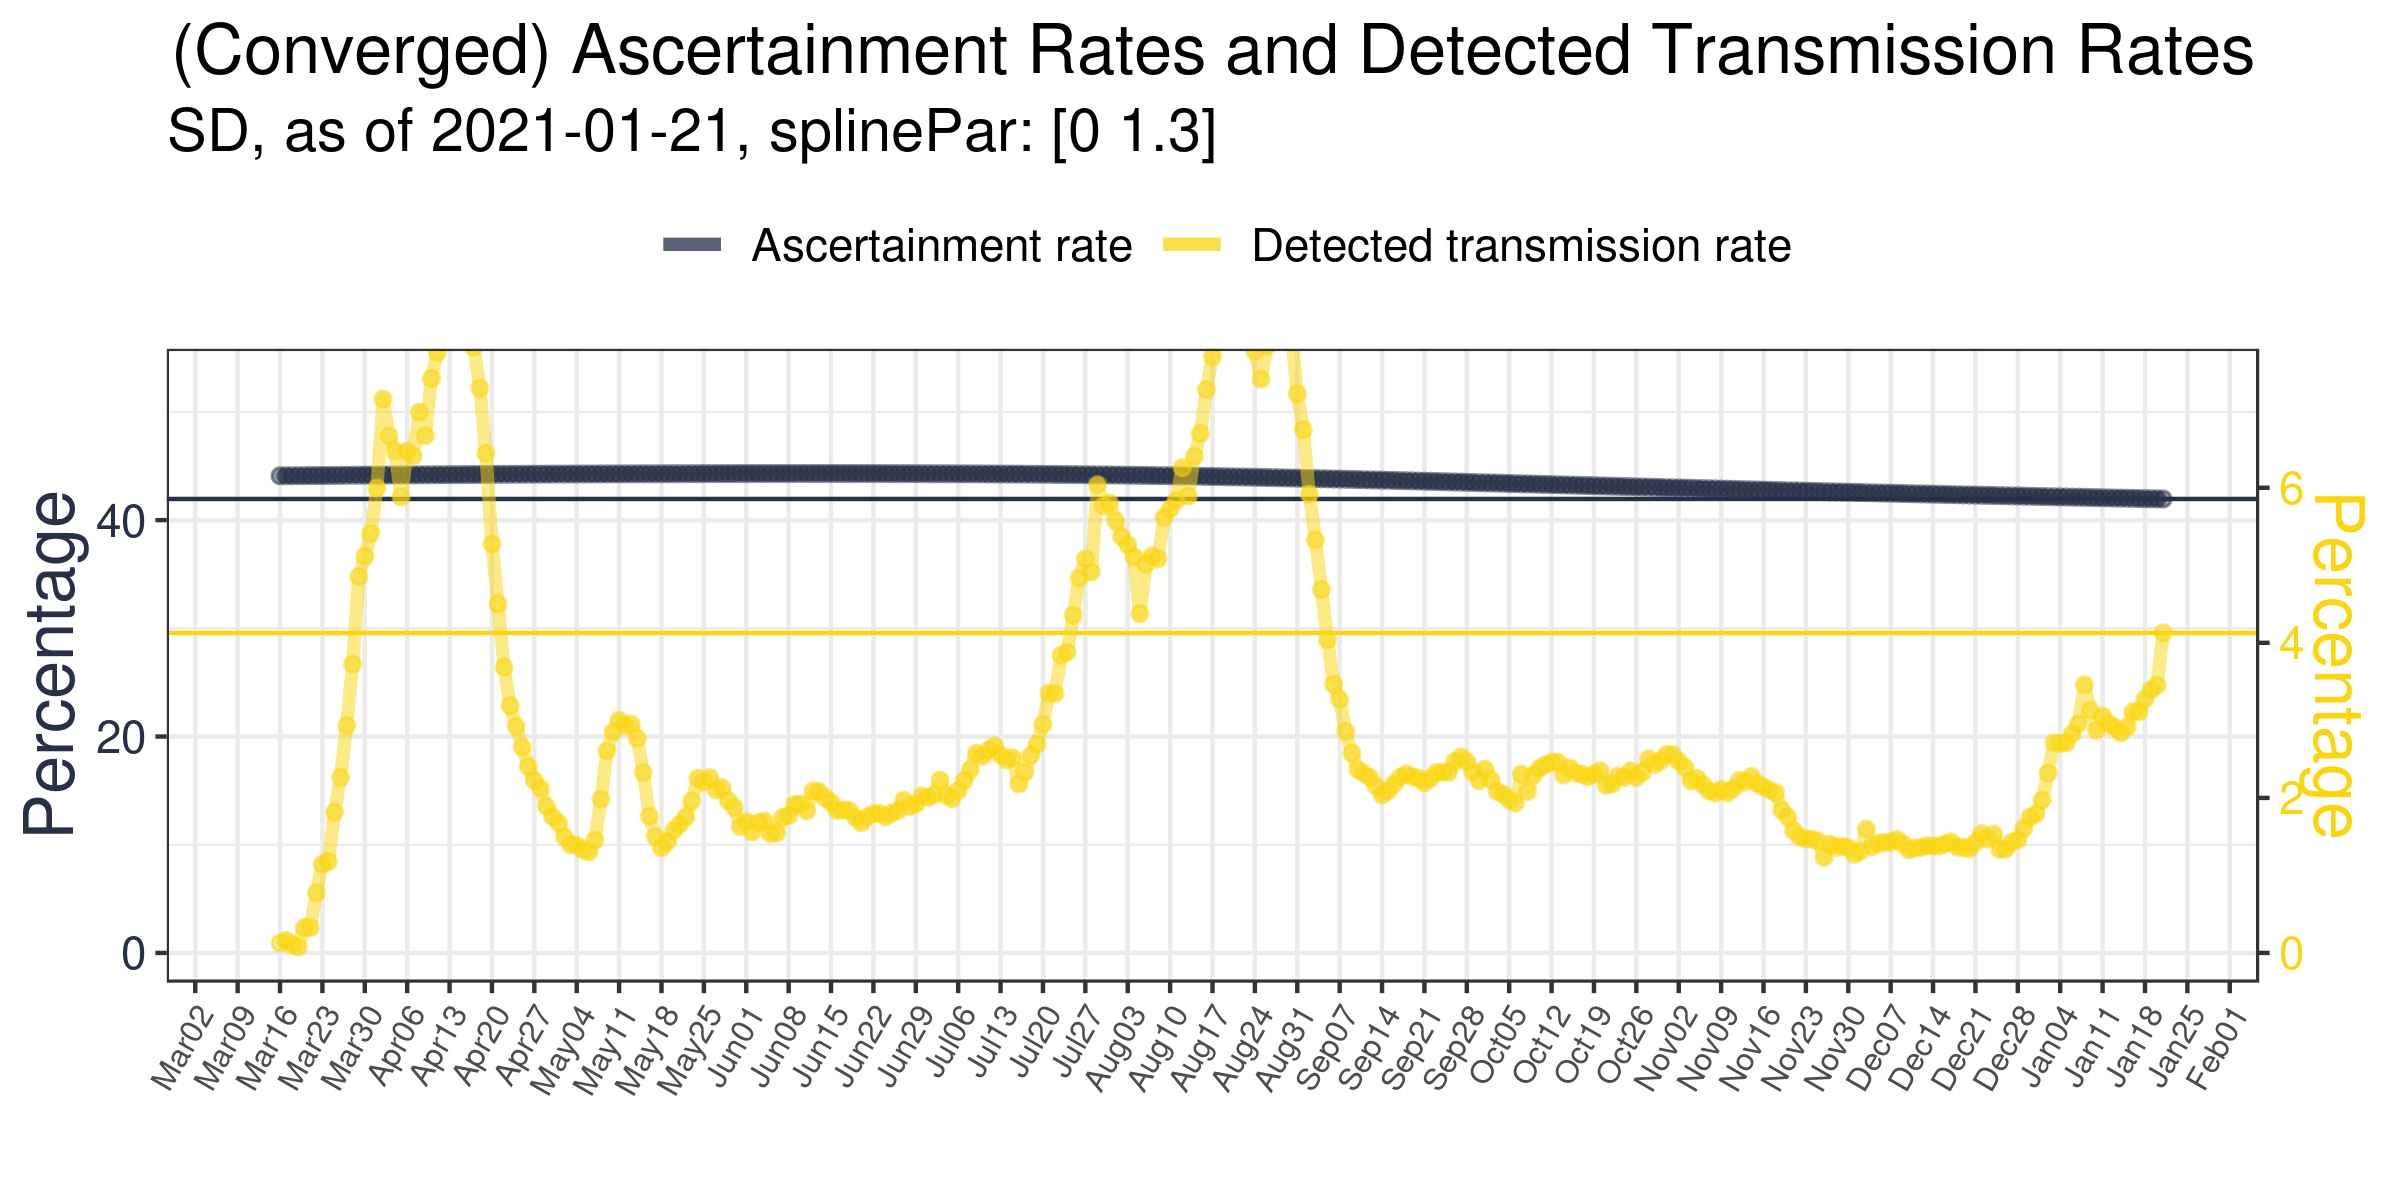 (Converged) Ascertainment Rates and Detected Transmission Rates
SD, as of 2021-01-21, splinePar: [0 1.3]
Ascertainment rate
Detected transmission rate
Percentage
40
20
0
6
4
2
0
Percentage
Mar02
Mar09
Mar16
Mar23
Mar30
Apr06
Apr13
Apr20
Apr27
May04
May11
May18
May25
Jun01
Jun08
Jun15
Jun22
Jun29
Jul06
Jul13
Jul20
Jul27
Aug03
Aug10
Aug17
Aug24
Aug31
Sep07
Sep14
Sep21
Sep28
Oct05
Oct12
Oct19
Oct26
Nov02
Nov09
Nov16
Nov23
Nov30
Dec07
Dec14
Dec21
Dec28
Jan04
Jan11
Jan18
Jan25
Feb01